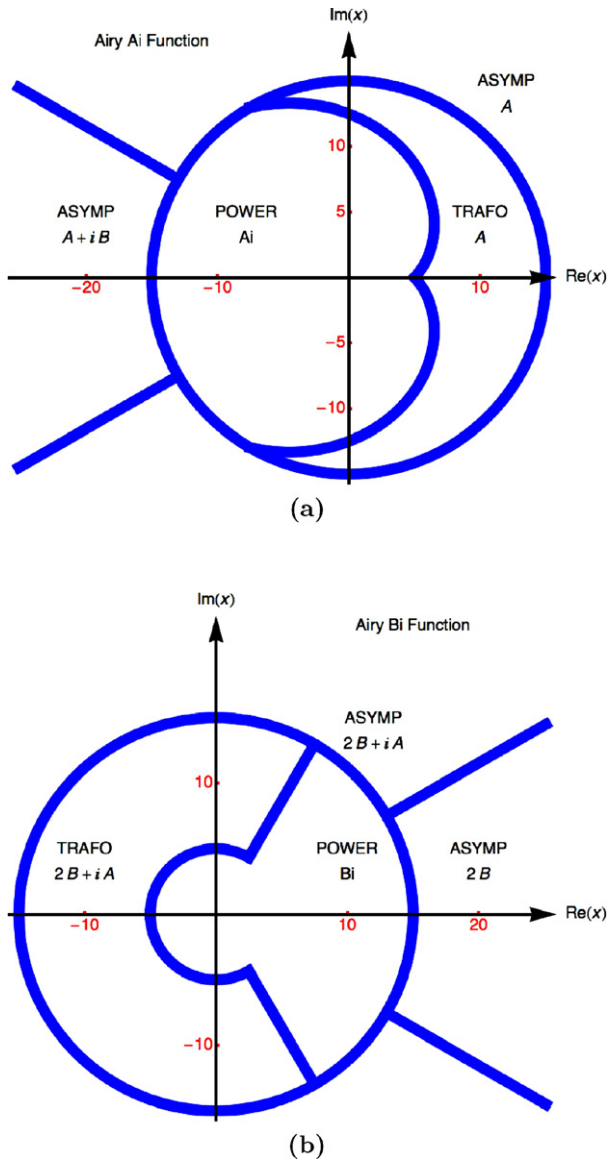 Im(x)
Airy Ai Function
ASYMP
A
10
ASYMP
A + i B
POWER
Ai
5
TRAFO
A
−20
−10
10
Re(x)
−5
−10
(a)
Im(x)
Airy Bi Function
ASYMP
2 B + i A
10
TRAFO
2 B + i A
POWER
Bi
ASYMP
2 B
−10
10
20
Re(x)
−10
(b)